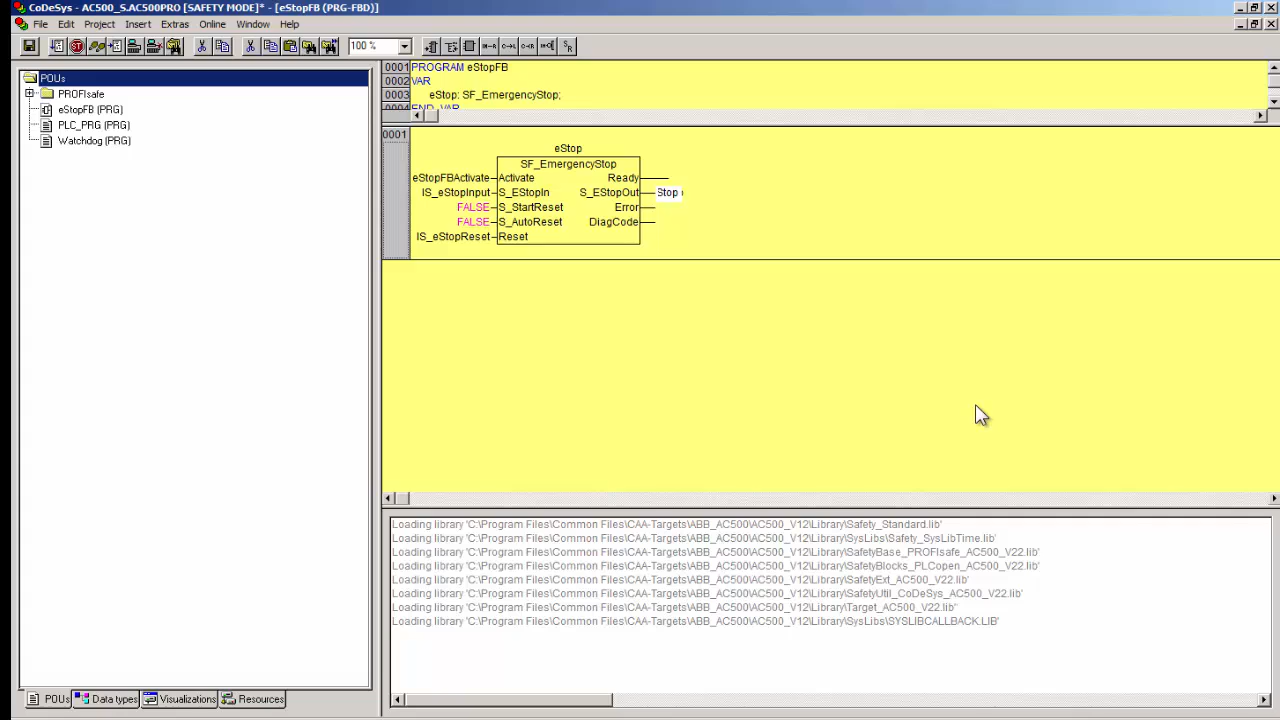 CoDeSys - AC500_S.AC500PRO [SAFETY MODE]* - [eStopFB (PRG-FBD)]
File Edit Project Insert Extras Online Window Help
100 %
POUs
PROFIsafe
eStopFB (PRG)
PLC_PRG (PRG)
Watchdog (PRG)
0001 PROGRAM eStopFB
0002 VAR
0003 eStop: SF_EmergencyStop;
0004 END_VAR
0001
eStop
SF_EmergencyStop
eStopFBActivate Activate Ready
IS_eStopInput S_EStopIn S_EStopOut Stop
FALSE S_StartReset Error
FALSE S_AutoReset DiagCode
IS_eStopReset Reset
Loading library 'C:\Program Files\Common Files\CAA-Targets\ABB_AC500\AC500_V12\Library\Safety_Standard.lib'
Loading library 'C:\Program Files\Common Files\CAA-Targets\ABB_AC500\AC500_V12\Library\SysLibs\Safety_SysLibTime.lib'
Loading library 'C:\Program Files\Common Files\CAA-Targets\ABB_AC500\AC500_V12\Library\SafetyBase_PROFIsafe_AC500_V22.lib'
Loading library 'C:\Program Files\Common Files\CAA-Targets\ABB_AC500\AC500_V12\Library\SafetyBlocks_PLCopen_AC500_V22.lib'
Loading library 'C:\Program Files\Common Files\CAA-Targets\ABB_AC500\AC500_V12\Library\SafetyExt_AC500_V22.lib'
Loading library 'C:\Program Files\Common Files\CAA-Targets\ABB_AC500\AC500_V12\Library\SafetyUtil_CoDeSys_AC500_V22.lib'
Loading library 'C:\Program Files\Common Files\CAA-Targets\ABB_AC500\AC500_V12\Library\Target_AC500_V22.lib'
Loading library 'C:\Program Files\Common Files\CAA-Targets\ABB_AC500\AC500_V12\Library\SysLibs\SYSLIBCALLBACK.LIB'
POUs Data types Visualizations Resources